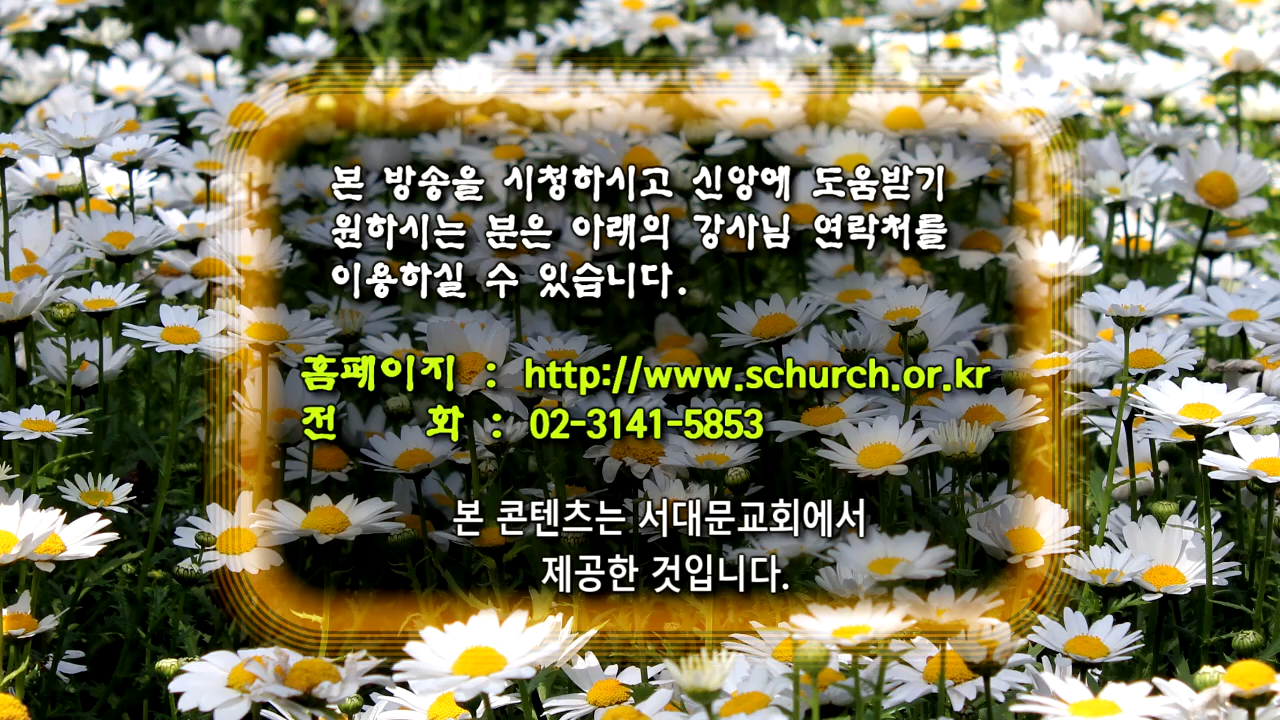 본 방송을 시청하시고 신앙에 도움받기
원하시는 분은 아래의 강사님 연락처를
이용하실 수 있습니다.
홈페이지 : http://www.schurch.or.kr
전 화 : 02-3141-5853
본 콘텐츠는 서대문교회에서
제공한 것입니다.